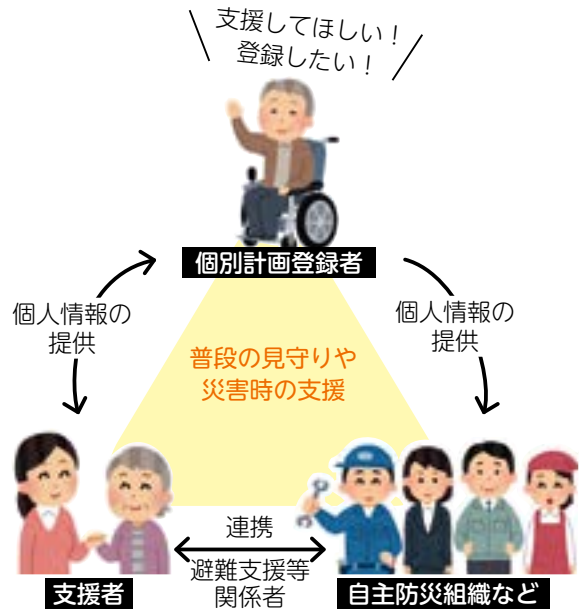 支援してほしい!
登録したい!
個別計画登録者
個人情報の
提供
個人情報の
提供
普段の見守りや
災害時の支援
連携
避難支援等
関係者
支援者
自主防災組織など